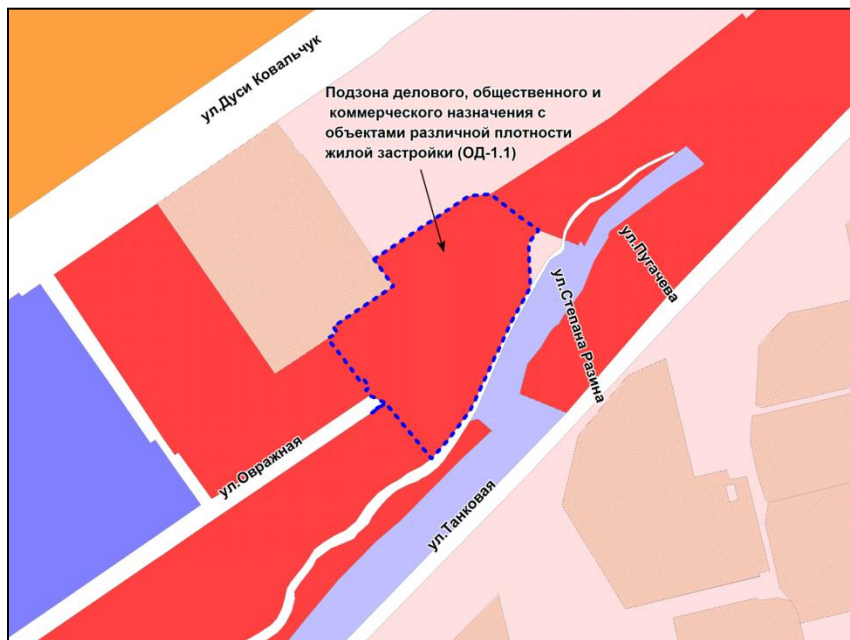 ул.Дуси Ковальчук
Подзона делового, общественного и
коммерческого назначения с
объектами различной плотности
жилой застройки (ОД-1.1)
ул.Пугачева
ул.Степана Разина
ул.Овражная
ул.Танковая